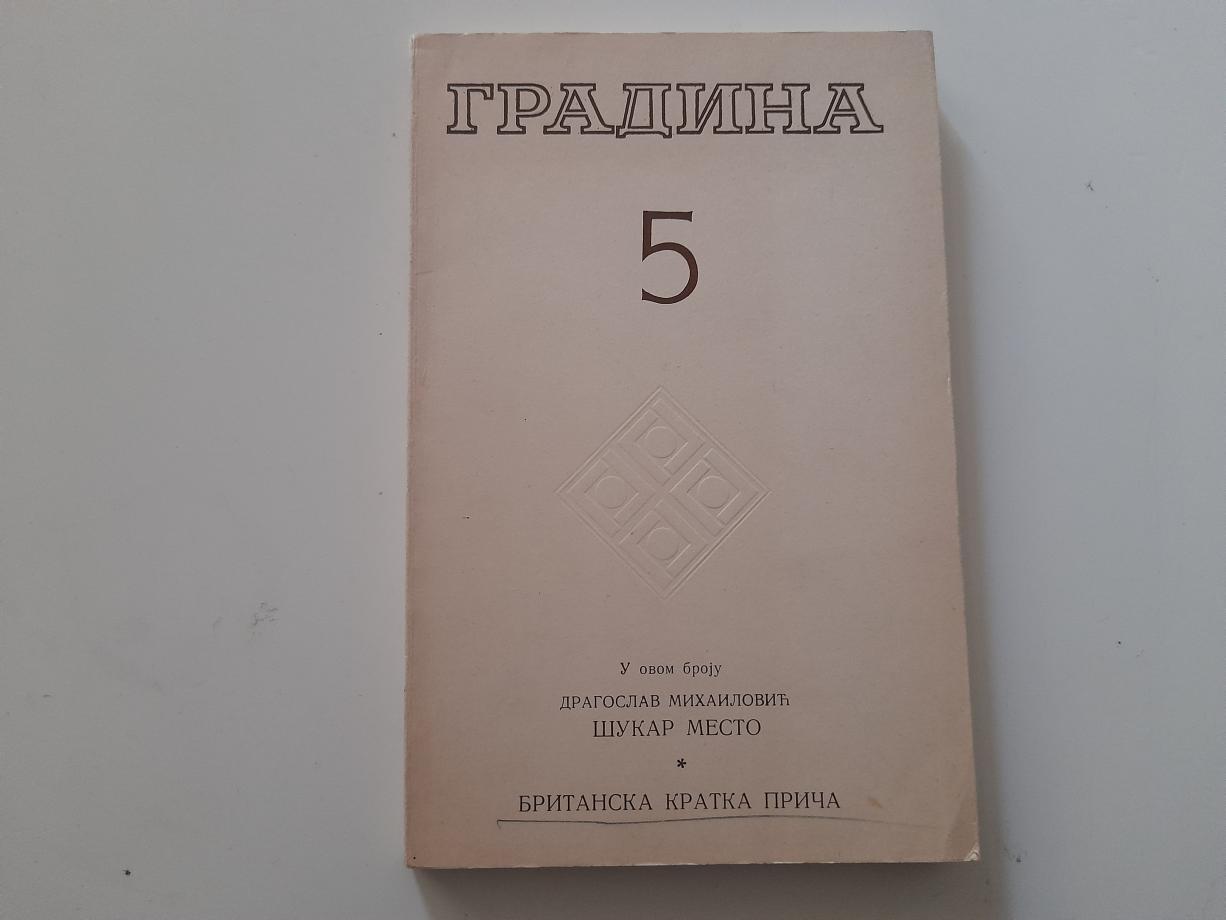 ГРАДИНА
5
У овом броју
ДРАГОСЛАВ МИХАИЛОВИЋ
ШУКАР МЕСТО
*
БРИТАНСКА КРАТКА ПРИЧА